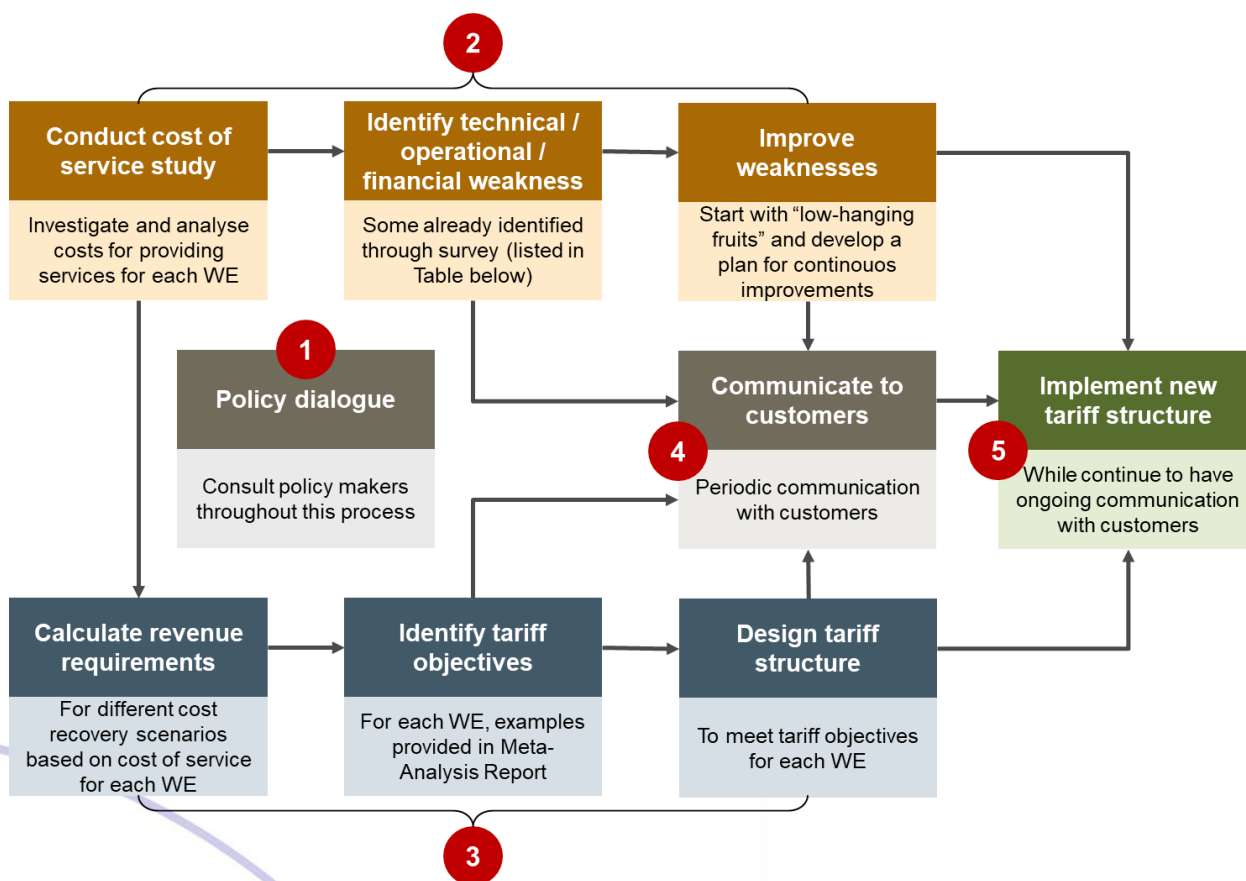 2
Conduct cost of
service study
Investigate and analyse
costs for providing
services for each WE
Identify technical /
operational /
financial weakness
Some already identified
through survey (listed in
Table below)
Improve
weaknesses
Start with “low-hanging
fruits” and develop a
plan for continouos
improvements
1
Policy dialogue
Consult policy makers
throughout this process
Communicate to
customers
4
Periodic communication
with customers
Implement new
tariff structure
5
While continue to have
ongoing communication
with customers
Calculate revenue
requirements
For different cost
recovery scenarios
based on cost of service
for each WE
Identify tariff
objectives
For each WE, examples
provided in Meta-
Analysis Report
Design tariff
structure
To meet tariff objectives
for each WE
3